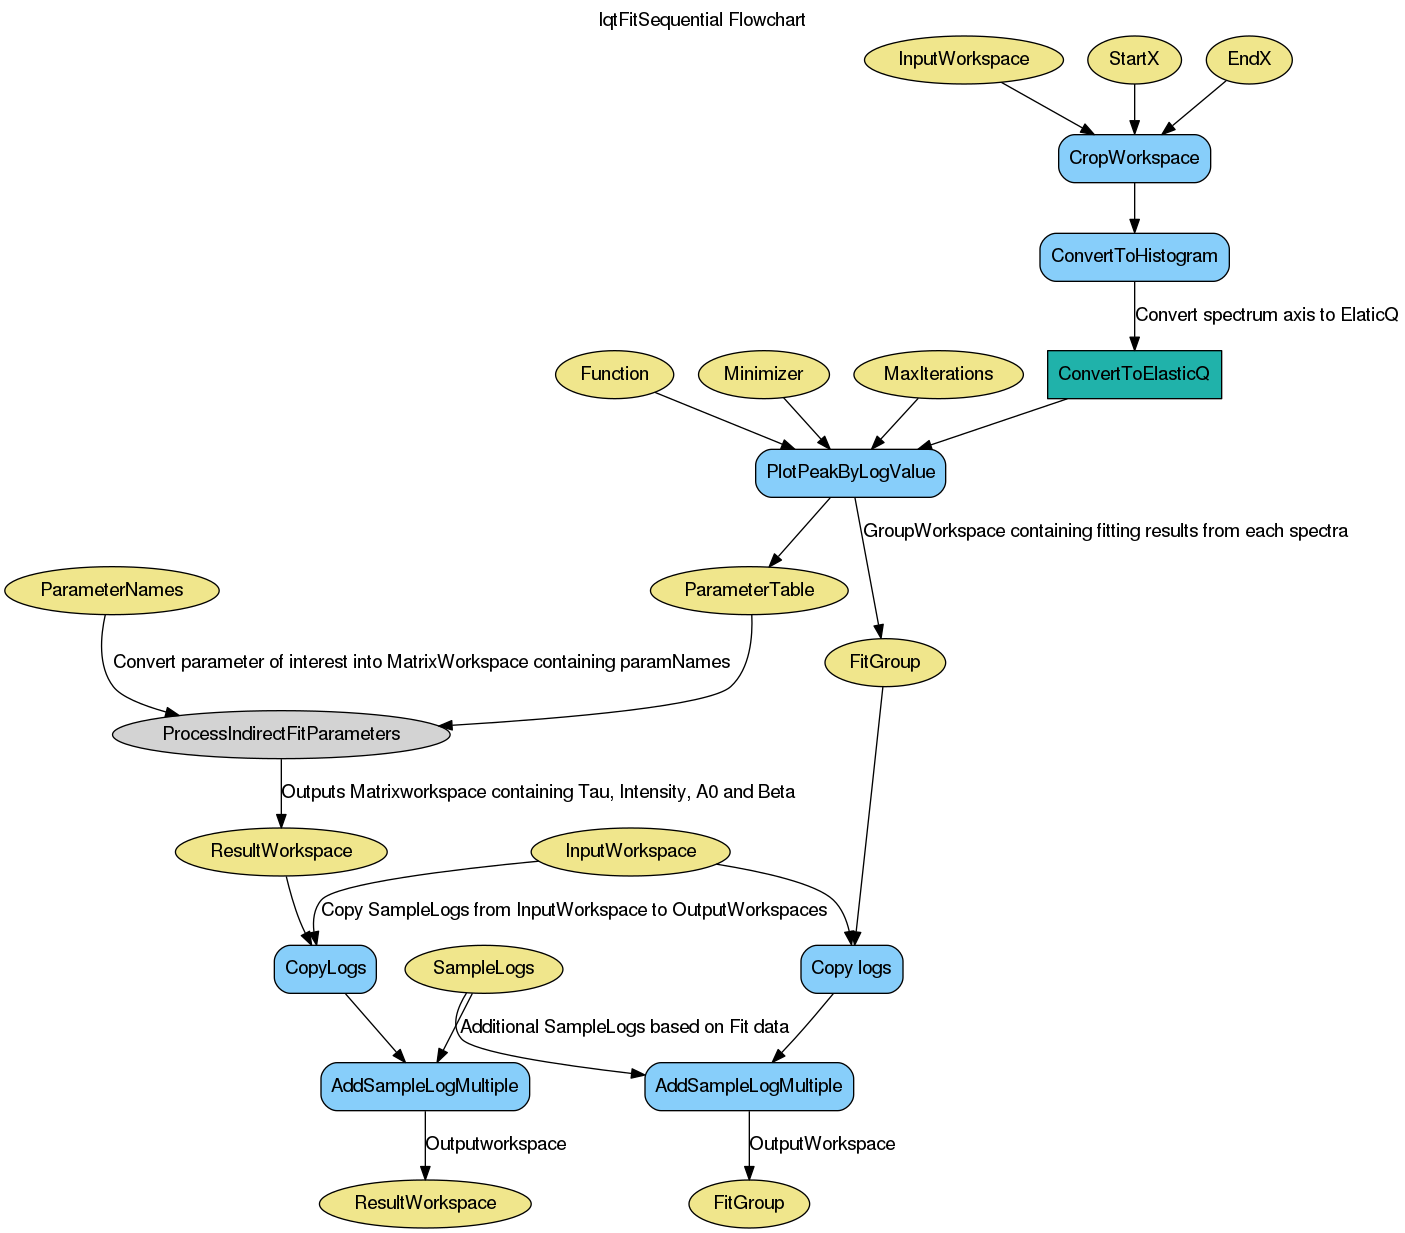 IqtFitSequential Flowchart
InputWorkspace
StartX
EndX
CropWorkspace
ConvertToHistogram
Convert spectrum axis to ElaticQ
Function
Minimizer
MaxIterations
ConvertToElasticQ
PlotPeakByLogValue
GroupWorkspace containing fitting results from each spectra
ParameterNames
ParameterTable
Convert parameter of interest into MatrixWorkspace containing paramNames
FitGroup
ProcessIndirectFitParameters
Outputs Matrixworkspace containing Tau, Intensity, A0 and Beta
ResultWorkspace
InputWorkspace
Copy SampleLogs from InputWorkspace to OutputWorkspaces
CopyLogs
SampleLogs
Copy logs
Additional SampleLogs based on Fit data
AddSampleLogMultiple
AddSampleLogMultiple
Outputworkspace
OutputWorkspace
ResultWorkspace
FitGroup